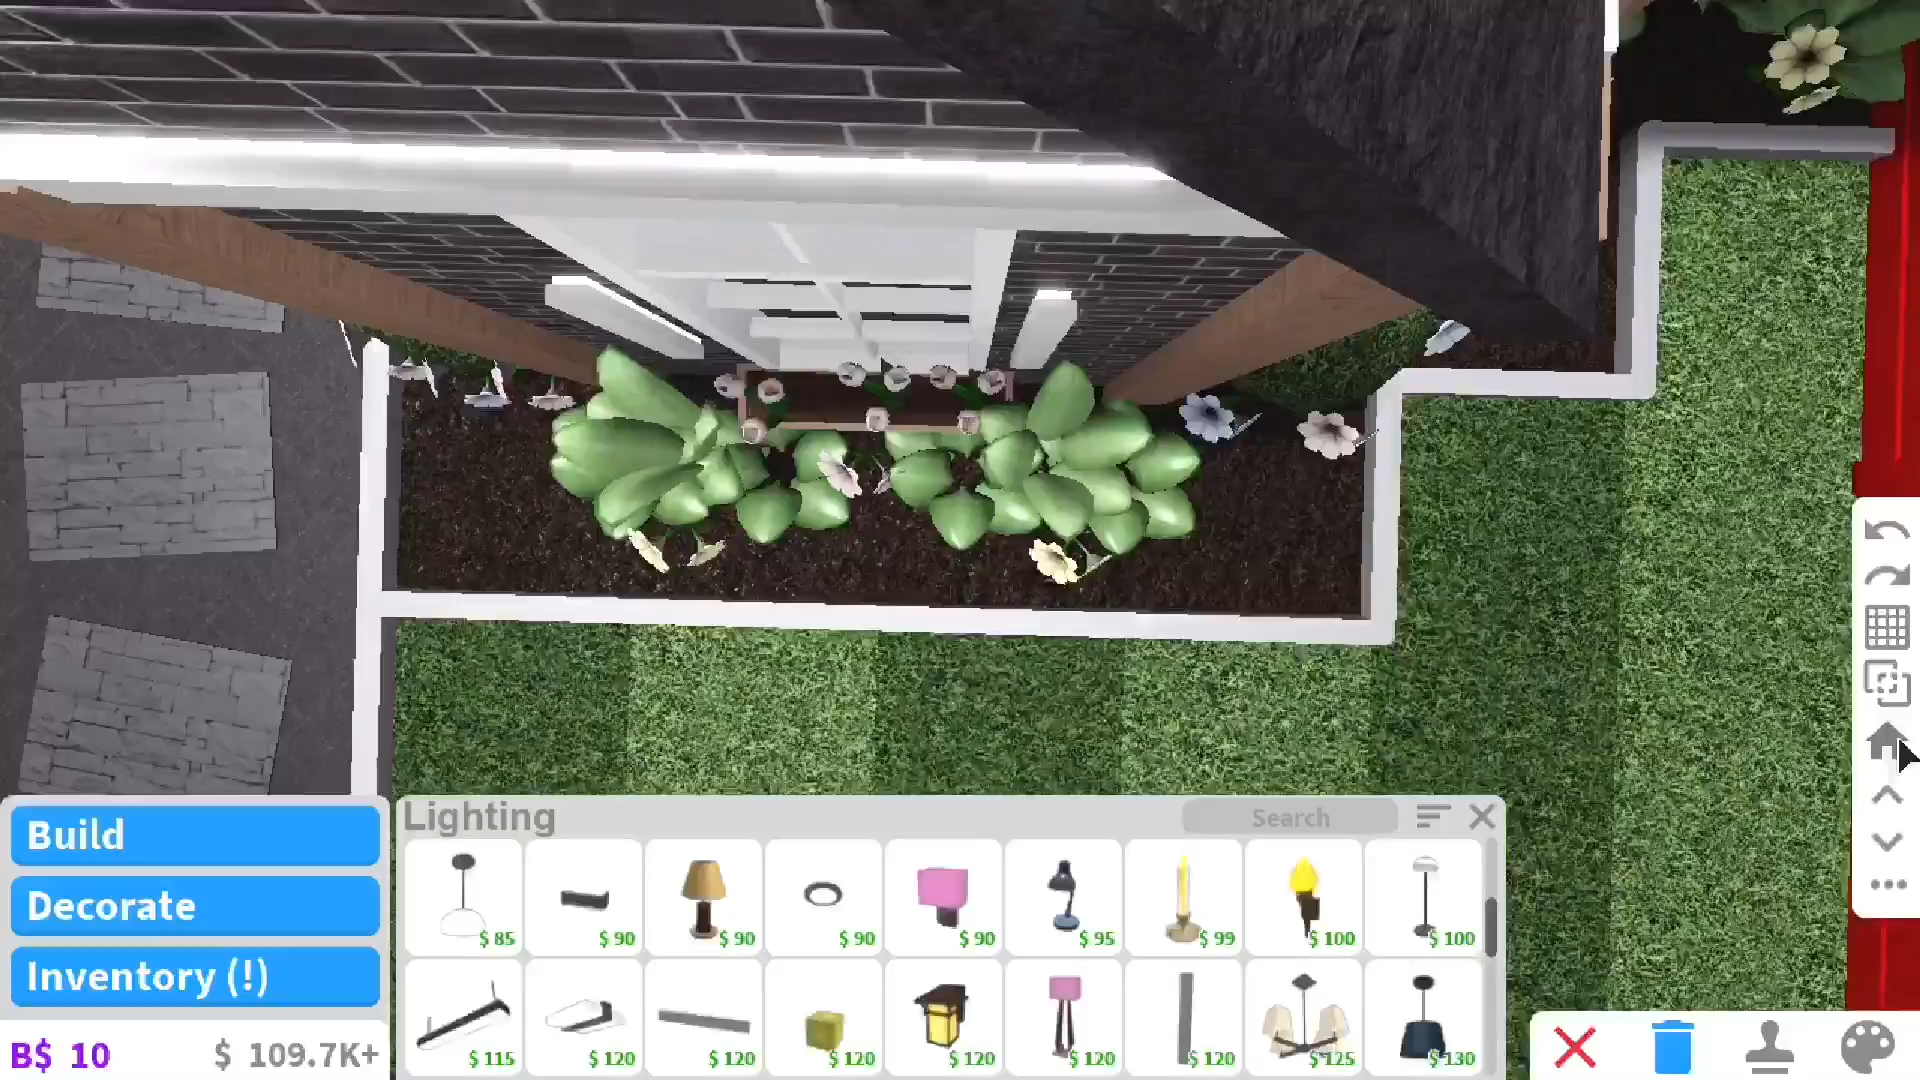 Lighting
Search
Build
$ 85
$ 90
$ 90
$ 90
$ 90
$ 95
$ 99
$ 100
$ 100
Decorate
Inventory (!)
$ 115
$ 120
$ 120
$ 120
$ 120
$ 120
$ 120
$ 125
$ 130
B$ 10
$ 109.7K+